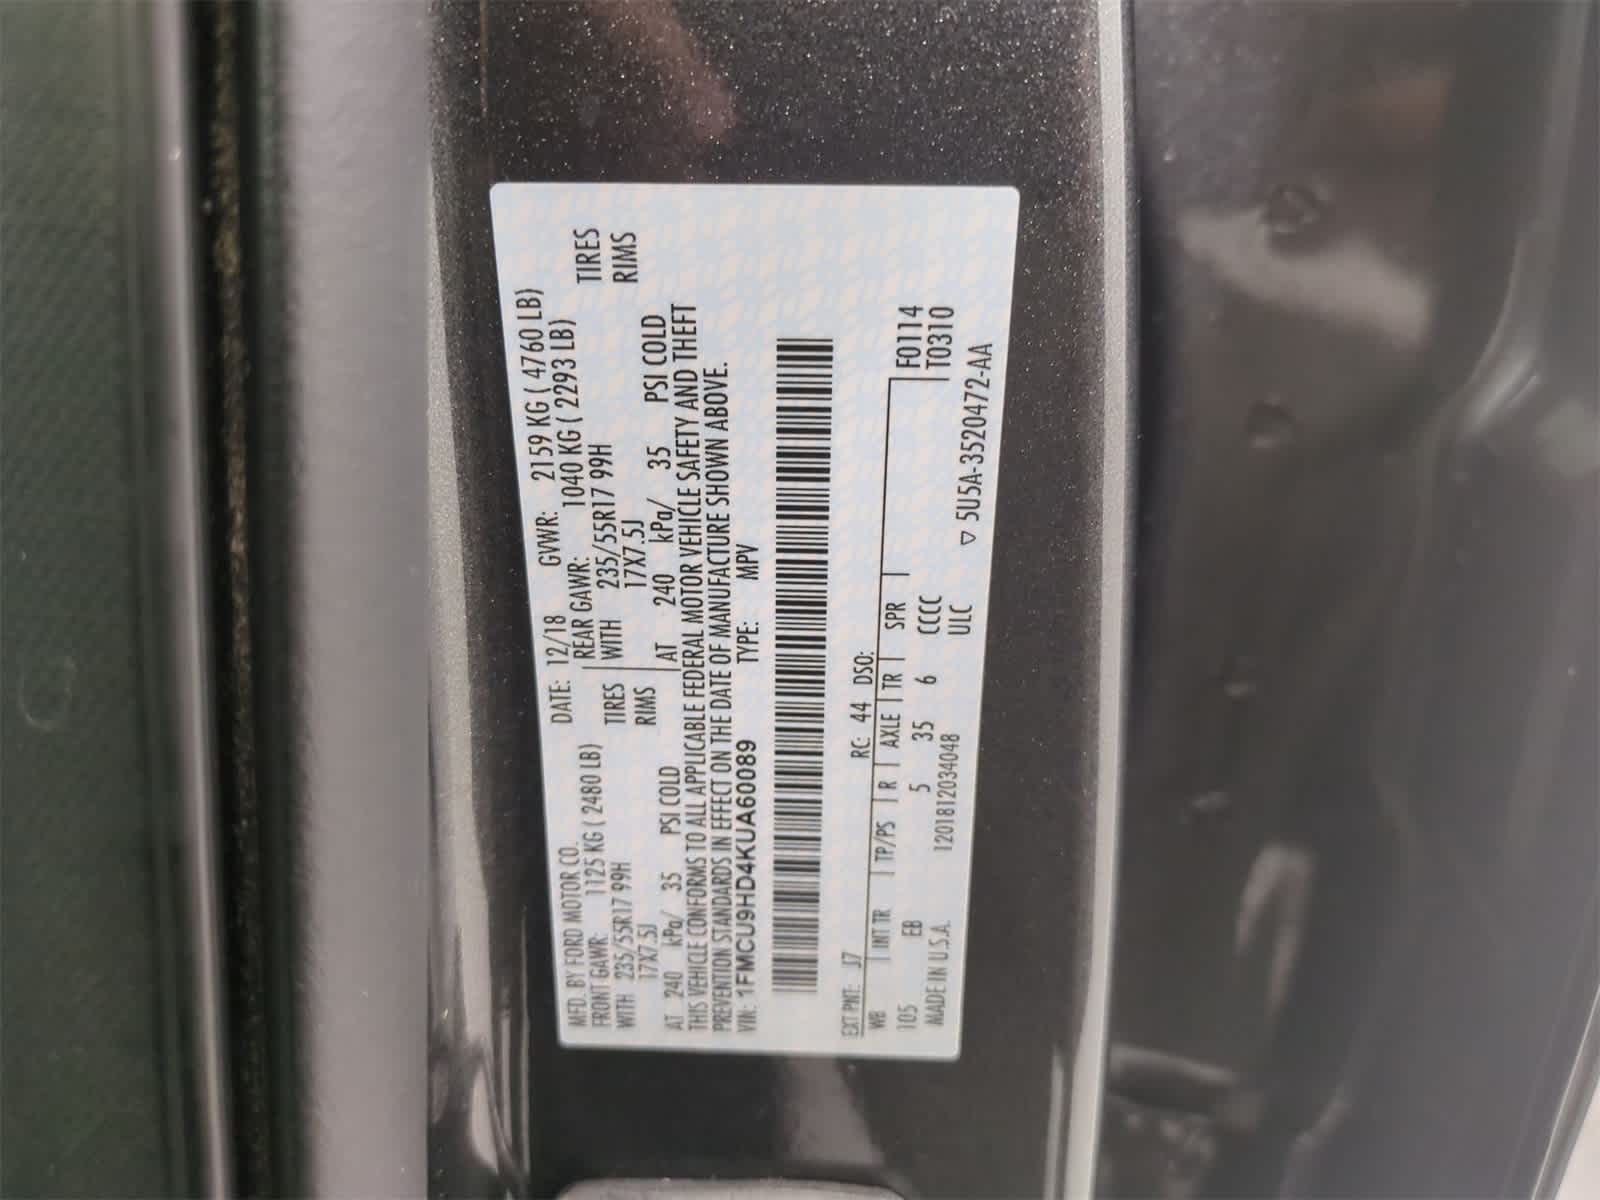 MFD. BY FORD MOTOR CO.
DATE: 12/18 GVWR: 2159 KG ( 4760 LB)
FRONT GAWR: 1125 KG ( 2480 LB) REAR GAWR: 1040 KG ( 2293 LB)
WITH 235/55R17 99H TIRES WITH 235/55R17 99H TIRES
17X7.5J RIMS 17X7.5J RIMS
AT 240 kPa/ 35 PSI COLD AT 240 kPa/ 35 PSI COLD
THIS VEHICLE CONFORMS TO ALL APPLICABLE FEDERAL MOTOR VEHICLE SAFETY AND THEFT
PREVENTION STANDARDS IN EFFECT ON THE DATE OF MANUFACTURE SHOWN ABOVE.
VIN: 1FMCU9HD4KUA60089 TYPE: MPV
EXT PNT: J7 RC: 44 DSO: F0114
WB INT TR TP/PS R AXLE TR SPR T0310
105 EB 5 35 6 CCCC
MADE IN U.S.A. 1201812034048 ULC ▽ 5U5A-3520472-AA